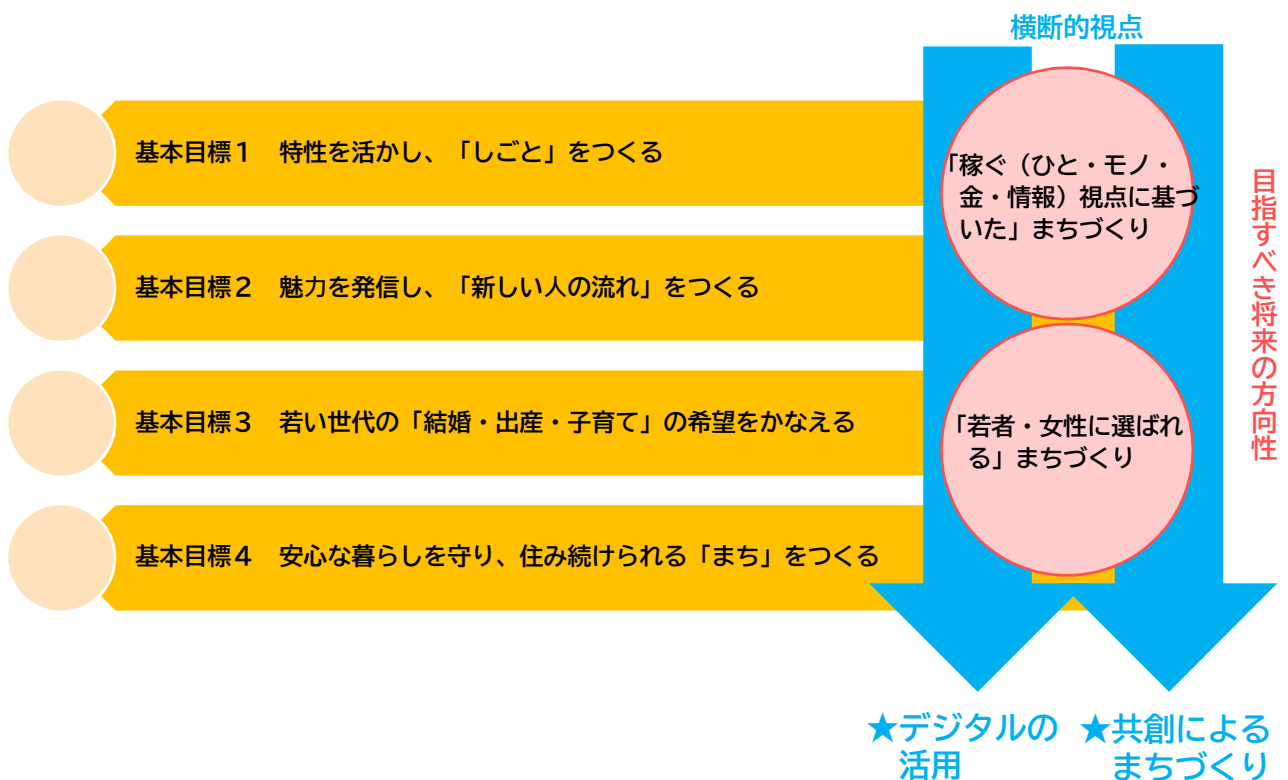 横断的視点
基本目標1　特性を活かし、「しごと」をつくる
「稼ぐ（ひと・モノ・
金・情報）視点に基づ
いた」まちづくり
基本目標2　魅力を発信し、「新しい人の流れ」をつくる
目指すべき将来の方向性
基本目標3　若い世代の「結婚・出産・子育て」の希望をかなえる
「若者・女性に選ばれ
る」まちづくり
基本目標4　安心な暮らしを守り、住み続けられる「まち」をつくる
★デジタルの
活用
★共創による
まちづくり